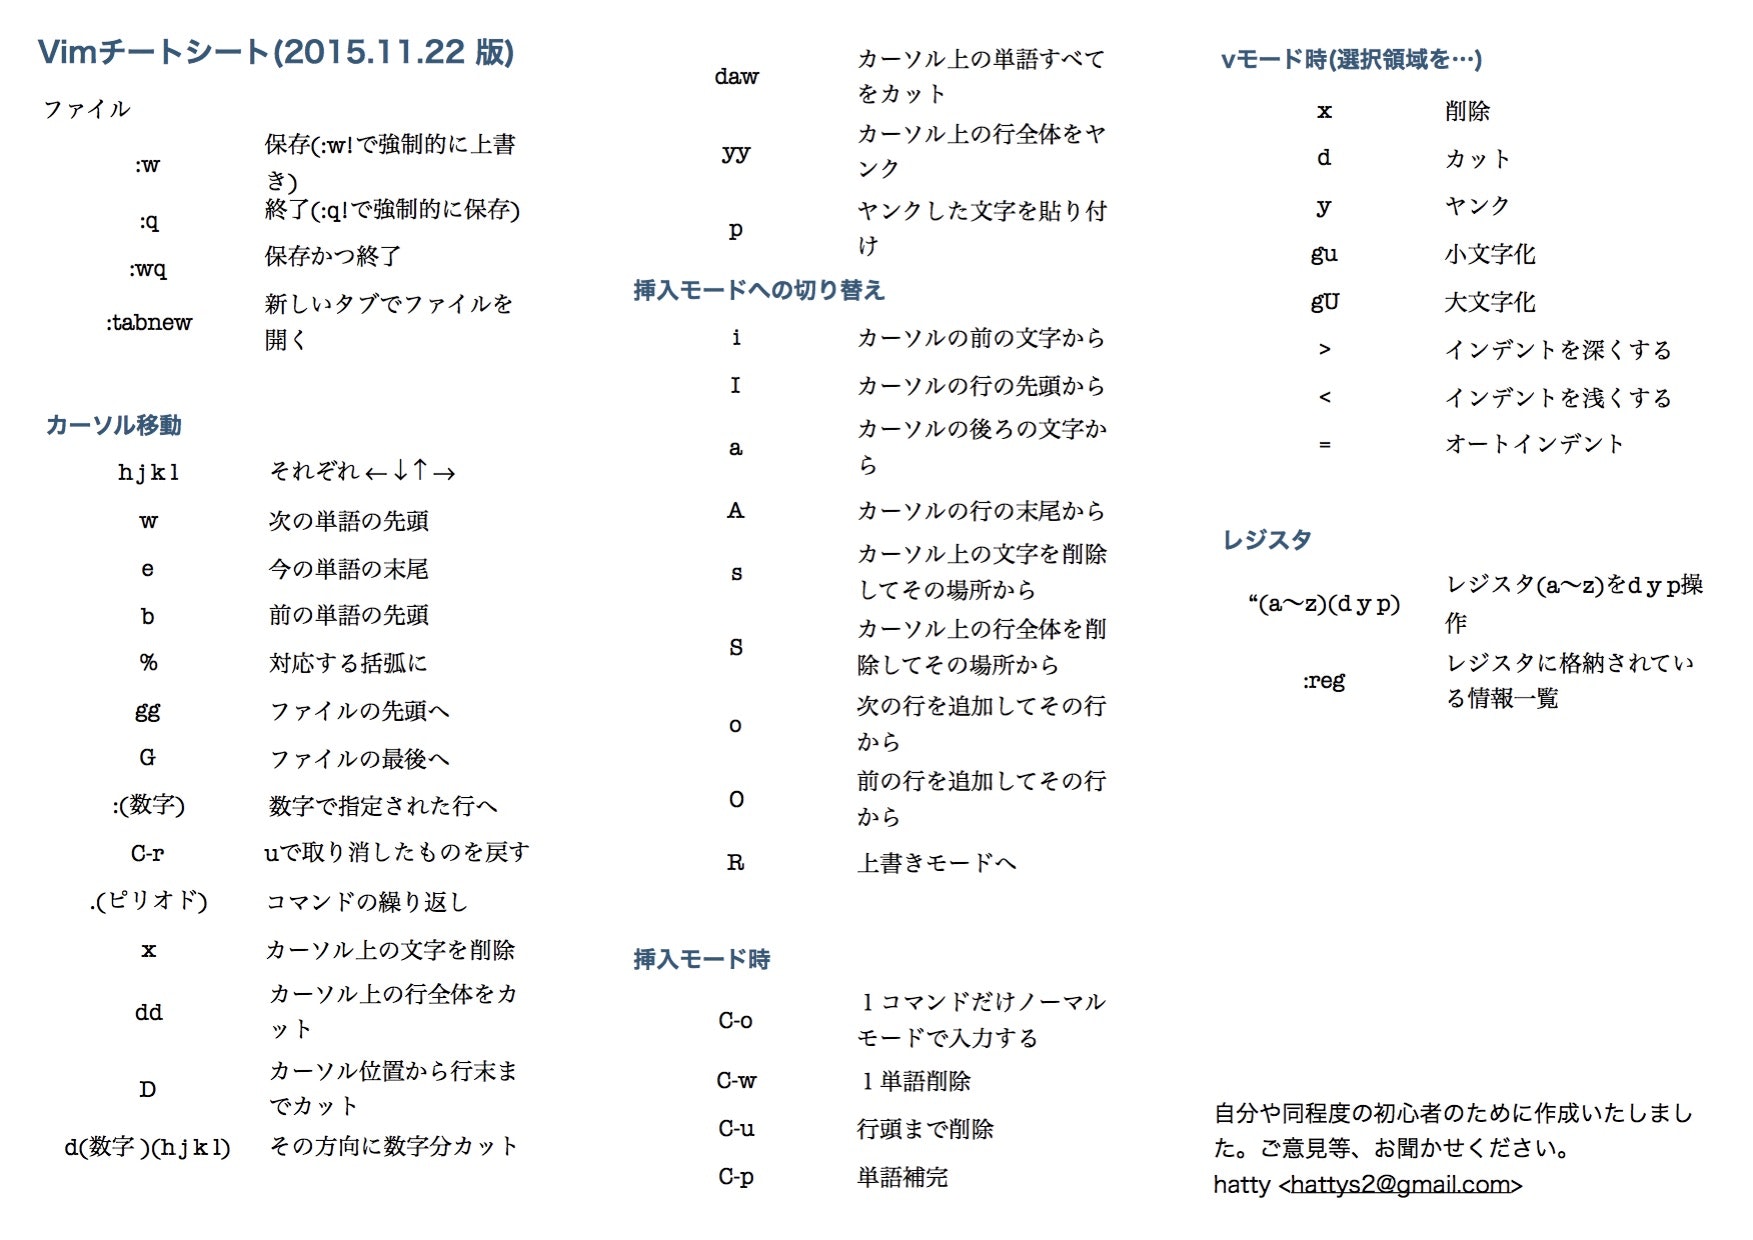 Vimチートシート(2015.11.22 版)
ファイル
:w 保存(:w!で強制的に上書
き)
:q 終了(:q!で強制的に保存)
:wq 保存かつ終了
:tabnew 新しいタブでファイルを
開く
カーソル移動
h j k l それぞれ←↓↑→
w 次の単語の先頭
e 今の単語の末尾
b 前の単語の先頭
% 対応する括弧に
gg ファイルの先頭へ
G ファイルの最後へ
:(数字) 数字で指定された行へ
C-r uで取り消したものを戻す
.(ピリオド) コマンドの繰り返し
x カーソル上の文字を削除
dd カーソル上の行全体をカ
ット
D カーソル位置から行末ま
でカット
d(数字)(h j k l) その方向に数字分カット
daw カーソル上の単語すべて
をカット
yy カーソル上の行全体をヤ
ンク
p ヤンクした文字を貼り付
け
挿入モードへの切り替え
i カーソルの前の文字から
I カーソルの行の先頭から
a カーソルの後ろの文字か
ら
A カーソルの行の末尾から
s カーソル上の文字を削除
してその場所から
S カーソル上の行全体を削
除してその場所から
o 次の行を追加してその行
から
O 前の行を追加してその行
から
R 上書きモードへ
挿入モード時
C-o 1コマンドだけノーマル
モードで入力する
C-w 1単語削除
C-u 行頭まで削除
C-p 単語補完
vモード時(選択領域を…)
x 削除
d カット
y ヤンク
gu 小文字化
gU 大文字化
> インデントを深くする
< インデントを浅くする
= オートインデント
レジスタ
“(a〜z)(d y p) レジスタ(a〜z)をd y p操
作
:reg レジスタに格納されてい
る情報一覧
自分や同程度の初心者のために作成いたしまし
た。ご意見等、お聞かせください。
hatty <hattys2@gmail.com>